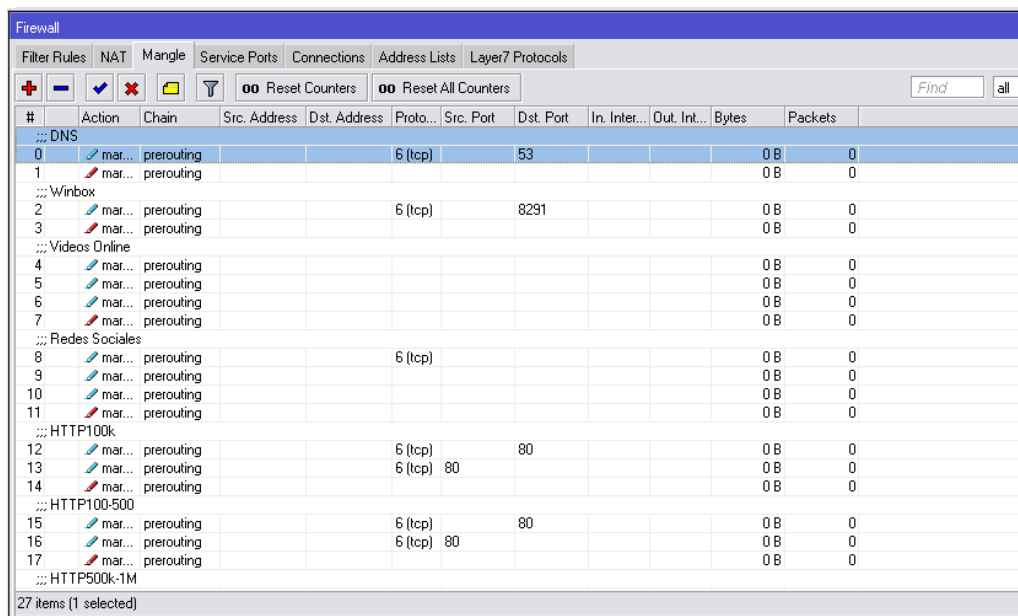 Firewall
Filter Rules NAT Mangle Service Ports Connections Address Lists Layer7 Protocols
00 Reset Counters 00 Reset All Counters Find all
# Action Chain Src. Address Dst. Address Proto... Src. Port Dst. Port In. Inter... Out. Int... Bytes Packets
;;; DNS
0 mar... prerouting 6 (tcp) 53 0 B 0
1 mar... prerouting 0 B 0
;;; Winbox
2 mar... prerouting 6 (tcp) 8291 0 B 0
3 mar... prerouting 0 B 0
;;; Videos Online
4 mar... prerouting 0 B 0
5 mar... prerouting 0 B 0
6 mar... prerouting 0 B 0
7 mar... prerouting 0 B 0
;;; Redes Sociales
8 mar... prerouting 6 (tcp) 0 B 0
9 mar... prerouting 0 B 0
10 mar... prerouting 0 B 0
11 mar... prerouting 0 B 0
;;; HTTP100k
12 mar... prerouting 6 (tcp) 80 0 B 0
13 mar... prerouting 6 (tcp) 80 0 B 0
14 mar... prerouting 0 B 0
;;; HTTP100-500
15 mar... prerouting 6 (tcp) 80 0 B 0
16 mar... prerouting 6 (tcp) 80 0 B 0
17 mar... prerouting 0 B 0
;;; HTTP500k-1M
27 items (1 selected)